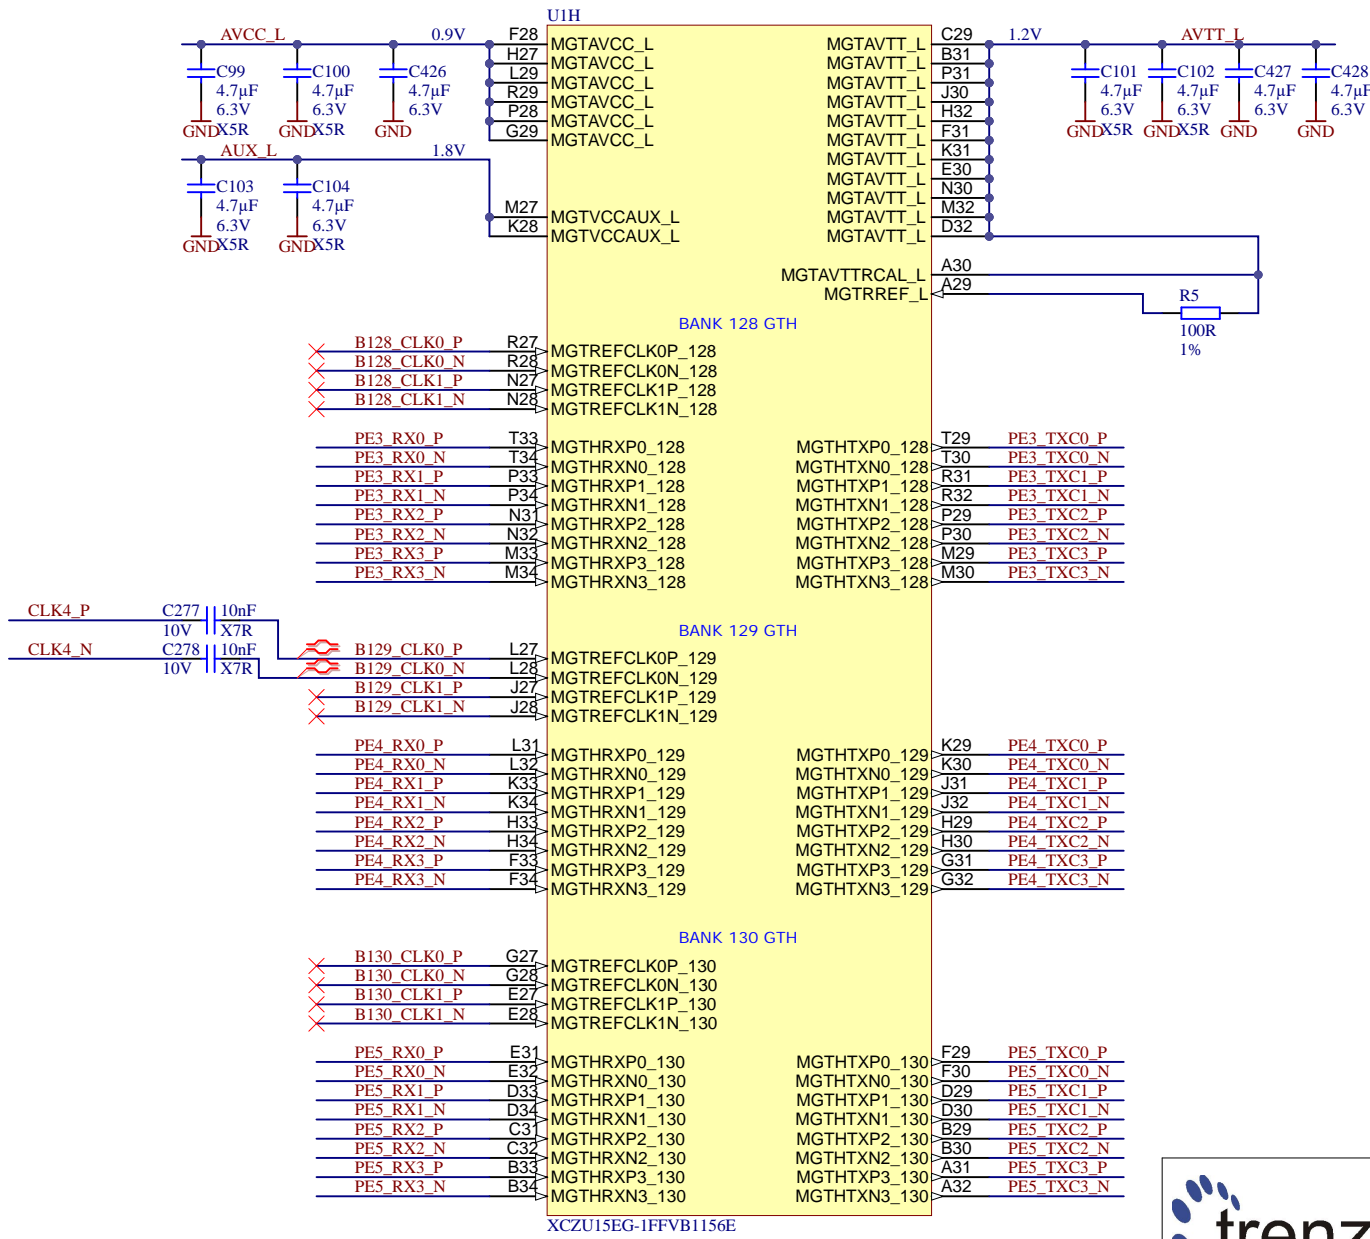 U1H
AVCC_L 0.9V
C99 4.7µF 6.3V X5R GND
C100 4.7µF 6.3V X5R GND
C426 4.7µF 6.3V GND
AUX_L 1.8V
C103 4.7µF 6.3V X5R GND
C104 4.7µF 6.3V X5R GND
F28 MGTAVCC_L
H27 MGTAVCC_L
L29 MGTAVCC_L
R29 MGTAVCC_L
P28 MGTAVCC_L
G29 MGTAVCC_L
M27 MGTVCCAUX_L
K28 MGTVCCAUX_L
MGTAVTT_L C29
MGTAVTT_L B31
MGTAVTT_L P31
MGTAVTT_L J30
MGTAVTT_L H32
MGTAVTT_L F31
MGTAVTT_L K31
MGTAVTT_L E30
MGTAVTT_L N30
MGTAVTT_L M32
MGTAVTT_L D32
MGTAVTTRCAL_L A30
MGTRREF_L A29
1.2V AVTT_L
C101 4.7µF 6.3V X5R GND
C102 4.7µF 6.3V X5R GND
C427 4.7µF 6.3V GND
C428 4.7µF 6.3V GND
R5
100R
1%
BANK 128 GTH
B128_CLK0_P R27 MGTREFCLK0P_128
B128_CLK0_N R28 MGTREFCLK0N_128
B128_CLK1_P N27 MGTREFCLK1P_128
B128_CLK1_N N28 MGTREFCLK1N_128
PE3_RX0_P T33 MGTHRXP0_128 MGTHTXP0_128 T29 PE3_TXC0_P
PE3_RX0_N T34 MGTHRXN0_128 MGTHTXN0_128 T30 PE3_TXC0_N
PE3_RX1_P P33 MGTHRXP1_128 MGTHTXP1_128 R31 PE3_TXC1_P
PE3_RX1_N P34 MGTHRXN1_128 MGTHTXN1_128 R32 PE3_TXC1_N
PE3_RX2_P N31 MGTHRXP2_128 MGTHTXP2_128 P29 PE3_TXC2_P
PE3_RX2_N N32 MGTHRXN2_128 MGTHTXN2_128 P30 PE3_TXC2_N
PE3_RX3_P M33 MGTHRXP3_128 MGTHTXP3_128 M29 PE3_TXC3_P
PE3_RX3_N M34 MGTHRXN3_128 MGTHTXN3_128 M30 PE3_TXC3_N
BANK 129 GTH
CLK4_P C277 10nF 10V X7R
CLK4_N C278 10nF 10V X7R
B129_CLK0_P L27 MGTREFCLK0P_129
B129_CLK0_N L28 MGTREFCLK0N_129
B129_CLK1_P J27 MGTREFCLK1P_129
B129_CLK1_N J28 MGTREFCLK1N_129
PE4_RX0_P L31 MGTHRXP0_129 MGTHTXP0_129 K29 PE4_TXC0_P
PE4_RX0_N L32 MGTHRXN0_129 MGTHTXN0_129 K30 PE4_TXC0_N
PE4_RX1_P K33 MGTHRXP1_129 MGTHTXP1_129 J31 PE4_TXC1_P
PE4_RX1_N K34 MGTHRXN1_129 MGTHTXN1_129 J32 PE4_TXC1_N
PE4_RX2_P H33 MGTHRXP2_129 MGTHTXP2_129 H29 PE4_TXC2_P
PE4_RX2_N H34 MGTHRXN2_129 MGTHTXN2_129 H30 PE4_TXC2_N
PE4_RX3_P F33 MGTHRXP3_129 MGTHTXP3_129 G31 PE4_TXC3_P
PE4_RX3_N F34 MGTHRXN3_129 MGTHTXN3_129 G32 PE4_TXC3_N
BANK 130 GTH
B130_CLK0_P G27 MGTREFCLK0P_130
B130_CLK0_N G28 MGTREFCLK0N_130
B130_CLK1_P E27 MGTREFCLK1P_130
B130_CLK1_N E28 MGTREFCLK1N_130
PE5_RX0_P E31 MGTHRXP0_130 MGTHTXP0_130 F29 PE5_TXC0_P
PE5_RX0_N E32 MGTHRXN0_130 MGTHTXN0_130 F30 PE5_TXC0_N
PE5_RX1_P D33 MGTHRXP1_130 MGTHTXP1_130 D29 PE5_TXC1_P
PE5_RX1_N D34 MGTHRXN1_130 MGTHTXN1_130 D30 PE5_TXC1_N
PE5_RX2_P C31 MGTHRXP2_130 MGTHTXP2_130 B29 PE5_TXC2_P
PE5_RX2_N C32 MGTHRXN2_130 MGTHTXN2_130 B30 PE5_TXC2_N
PE5_RX3_P B33 MGTHRXP3_130 MGTHTXP3_130 A31 PE5_TXC3_P
PE5_RX3_N B34 MGTHRXN3_130 MGTHTXN3_130 A32 PE5_TXC3_N
XCZU15EG-1FFVB1156E
trenz